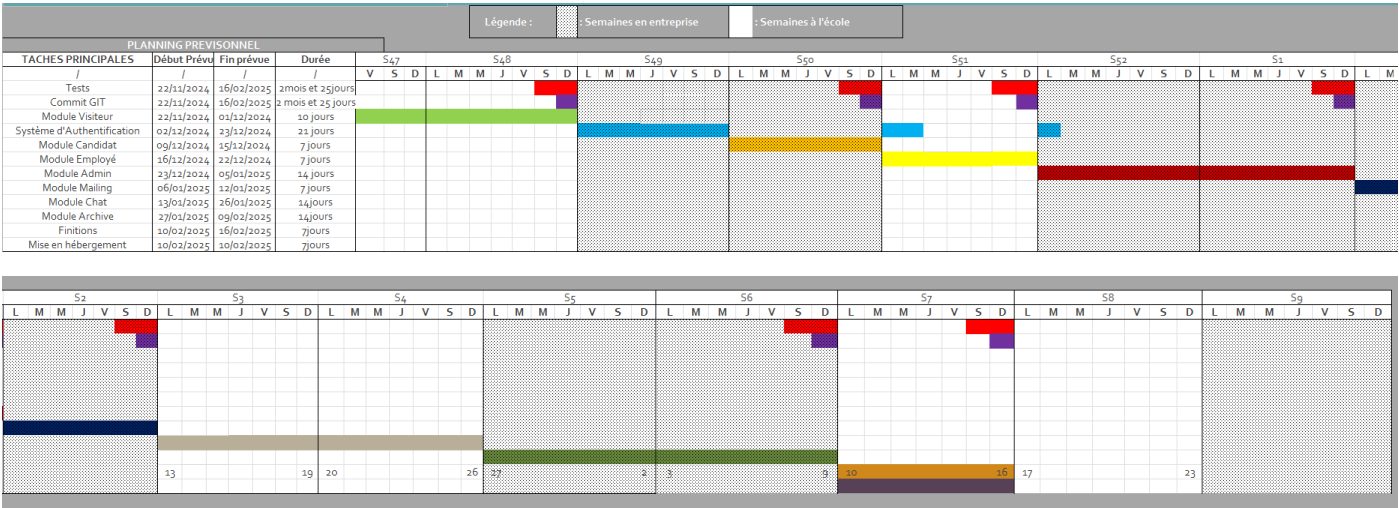 Légende : : Semaines en entreprise : Semaines à l'école
PLANNING PREVISONNEL
TACHES PRINCIPALES Début Prévu Fin prévue Durée S47 S48 S49 S50 S51 S52 S1
/ / / / V S D L M M J V S D L M M J V S D L M M J V S D L M M J V S D L M M J V S D L M M J V S D L M
Tests 22/11/2024 16/02/2025 2mois et 25jours
Commit GIT 22/11/2024 16/02/2025 2 mois et 25 jours
Module Visiteur 22/11/2024 01/12/2024 10 jours
Système d'Authentification 02/12/2024 23/12/2024 21 jours
Module Candidat 09/12/2024 15/12/2024 7 jours
Module Employé 16/12/2024 22/12/2024 7 jours
Module Admin 23/12/2024 05/01/2025 14 jours
Module Mailing 06/01/2025 12/01/2025 7 jours
Module Chat 13/01/2025 26/01/2025 14jours
Module Archive 27/01/2025 09/02/2025 14jours
Finitions 10/02/2025 16/02/2025 7jours
Mise en hébergement 10/02/2025 10/02/2025 7jours
S2 S3 S4 S5 S6 S7 S8 S9
L M M J V S D L M M J V S D L M M J V S D L M M J V S D L M M J V S D L M M J V S D L M M J V S D L M M J V S D
13 19 20 26 27 2 3 9 10 16 17 23